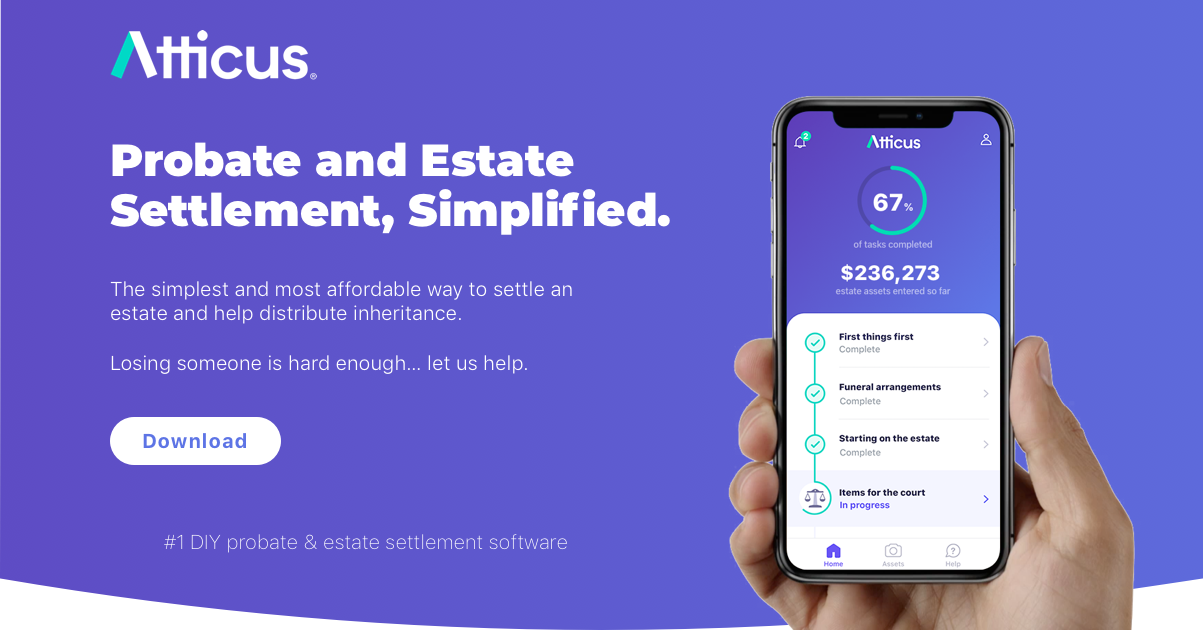 Atticus®
Probate and Estate
Settlement, Simplified.
The simplest and most affordable way to settle an
estate and help distribute inheritance.
Losing someone is hard enough... let us help.
Download
#1 DIY probate & estate settlement software
2
Atticus
67%
of tasks completed
$236,273
estate assets entered so far
First things first
Complete
Funeral arrangements
Complete
Starting on the estate
Complete
Items for the court
In progress
Home
Assets
Help